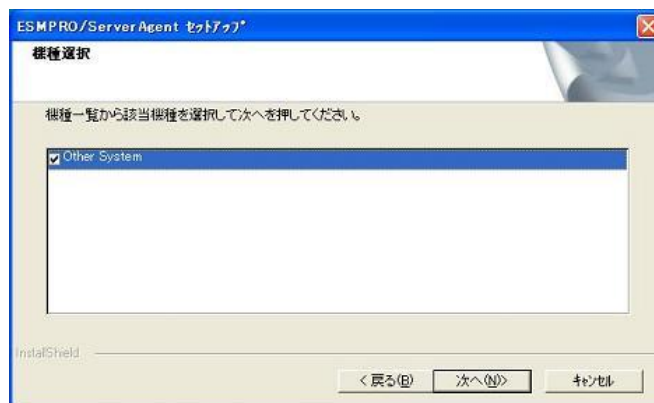 ESMPRO/ServerAgent セットアップ
機種選択
機種一覧から該当機種を選択して次へを押してください。
Other System
InstallShield
< 戻る(B)
次へ(N)>
キャンセル